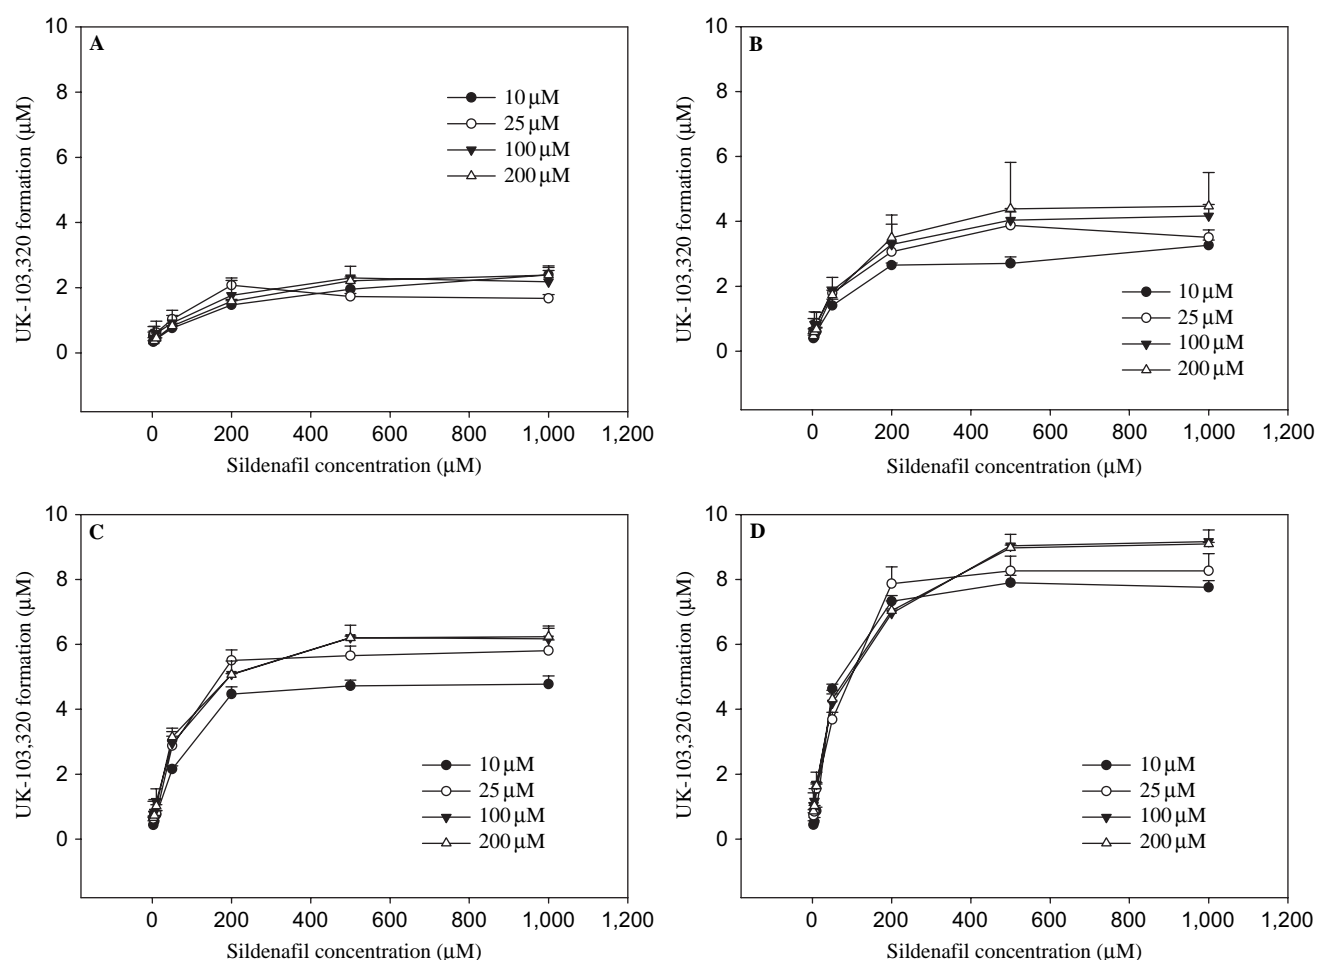 A
UK-103,320 formation (µM)
10
8
6
4
2
0
10 µM
25 µM
100 µM
200 µM
0 200 400 600 800 1,000 1,200
Sildenafil concentration (µM)
B
UK-103,320 formation (µM)
10
8
6
4
2
0
10 µM
25 µM
100 µM
200 µM
0 200 400 600 800 1,000 1,200
Sildenafil concentration (µM)
C
UK-103,320 formation (µM)
10
8
6
4
2
0
10 µM
25 µM
100 µM
200 µM
0 200 400 600 800 1,000 1,200
Sildenafil concentration (µM)
D
UK-103,320 formation (µM)
10
8
6
4
2
0
10 µM
25 µM
100 µM
200 µM
0 200 400 600 800 1,000 1,200
Sildenafil concentration (µM)